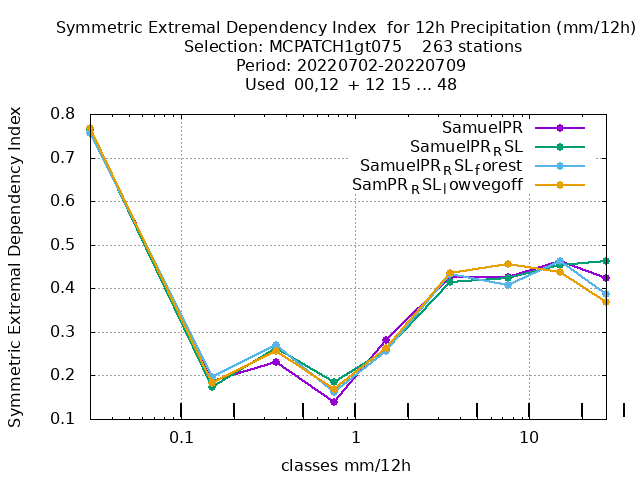 Symmetric Extremal Dependency Index  for 12h Precipitation (mm/12h)
Selection: MCPATCH1gt075    263 stations
Period: 20220702-20220709
Used  00,12  + 12 15 ... 48
Symmetric Extremal Dependency Index
0.8
0.7
0.6
0.5
0.4
0.3
0.2
0.1
SamuelPR
SamuelPR_RSL
SamuelPR_RSL_forest
SamPR_RSL_lowvegoff
0.1 1 10
classes mm/12h